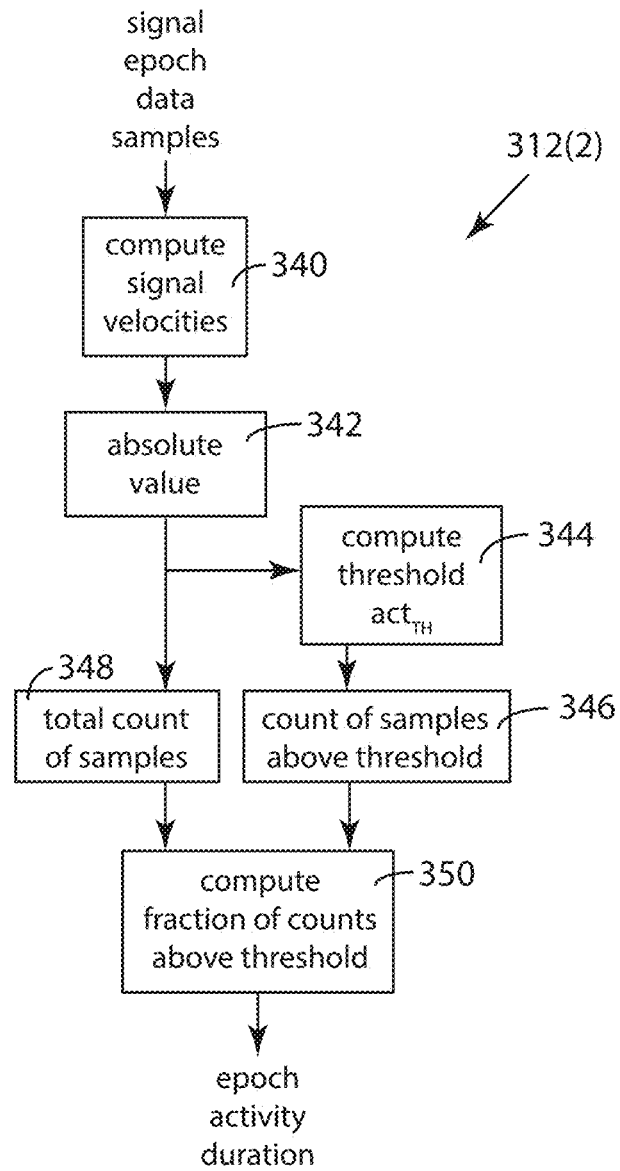 signal
epoch
data
samples
312(2)
compute
signal
velocities
340
absolute
value
342
compute
threshold
act_TH
344
348
total count
of samples
count of samples
above threshold
346
compute
fraction of counts
above threshold
350
epoch
activity
duration